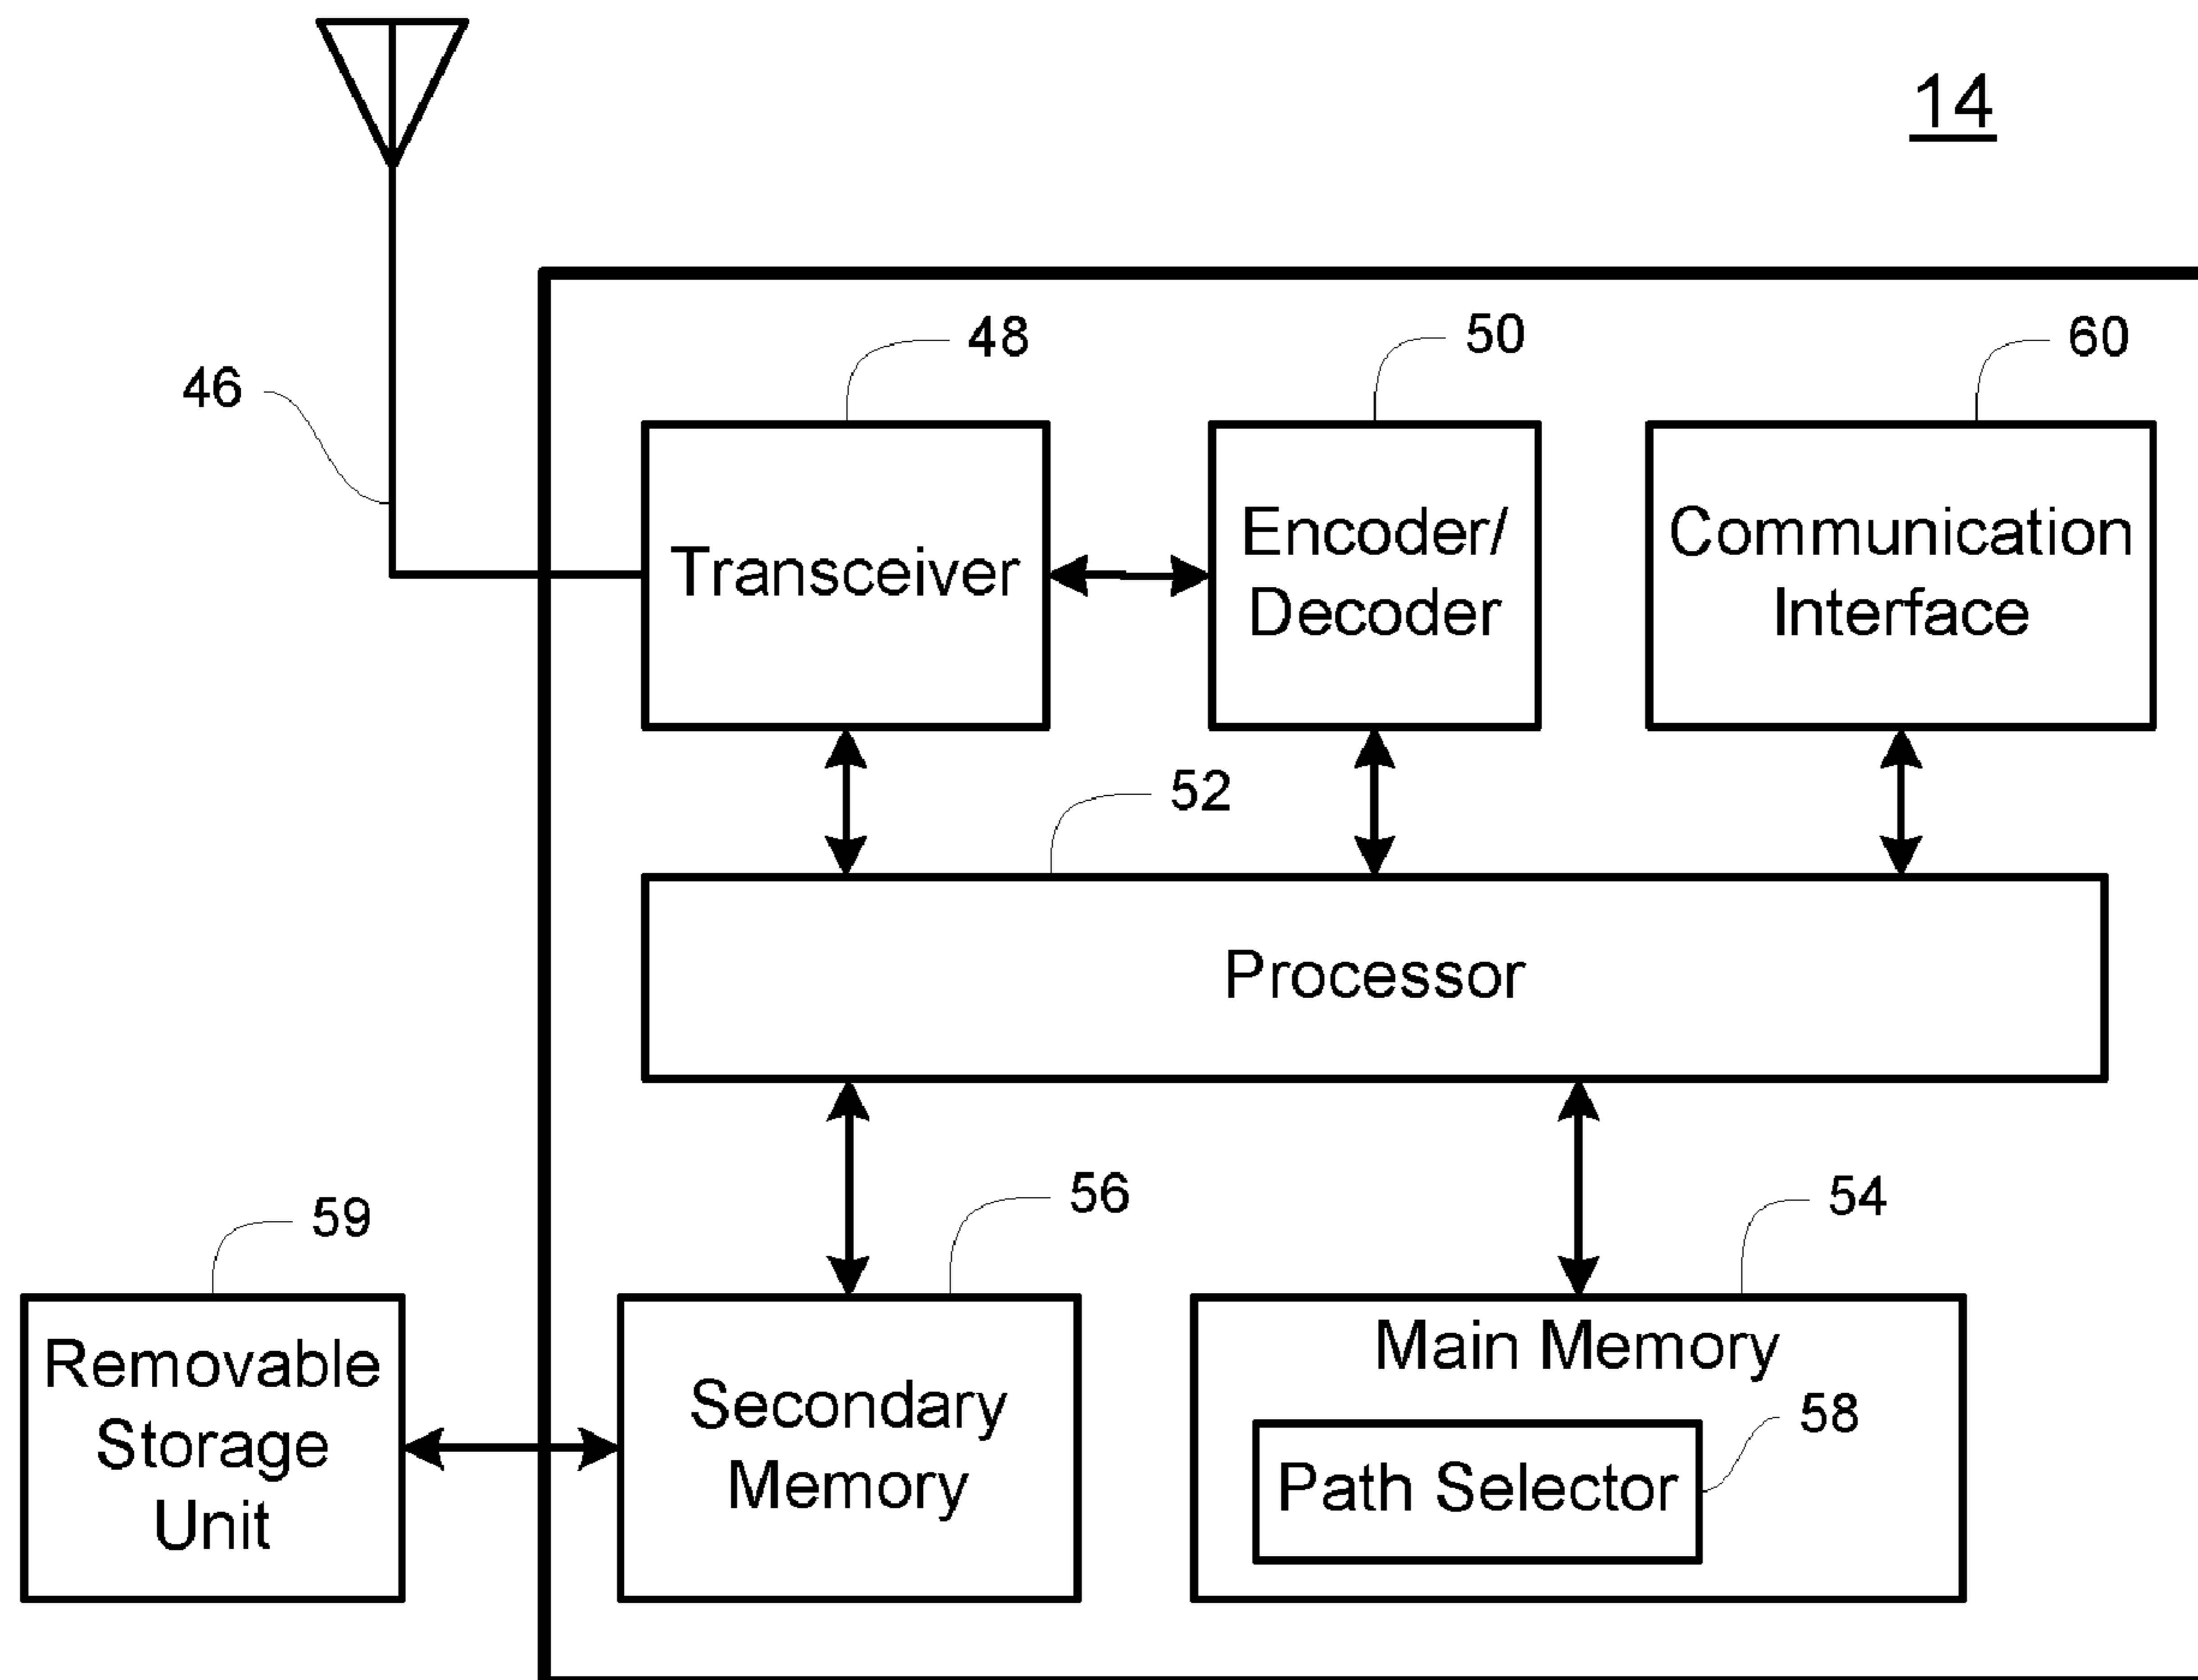 14
48
50
60
46
Transceiver
Encoder/
Decoder
Communication
Interface
52
Processor
59
56
54
Removable
Storage
Unit
Secondary
Memory
Main Memory
58
Path Selector